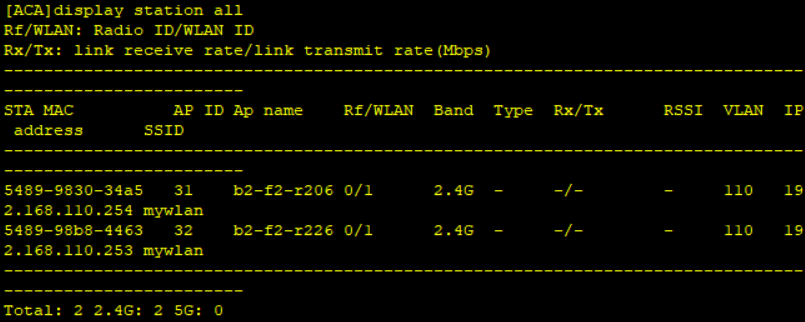 [ACA]display station all
Rf/WLAN: Radio ID/WLAN ID
Rx/Tx: link receive rate/link transmit rate(Mbps)
--------------------------------------------------------------------------------
------------------------
STA MAC          AP ID Ap name    Rf/WLAN  Band  Type  Rx/Tx      RSSI  VLAN  IP
 address      SSID
--------------------------------------------------------------------------------
------------------------
5489-9830-34a5   31    b2-f2-r206 0/1      2.4G  -     -/-        -     110   19
2.168.110.254 mywlan
5489-98b8-4463   32    b2-f2-r226 0/1      2.4G  -     -/-        -     110   19
2.168.110.253 mywlan
--------------------------------------------------------------------------------
------------------------
Total: 2 2.4G: 2 5G: 0